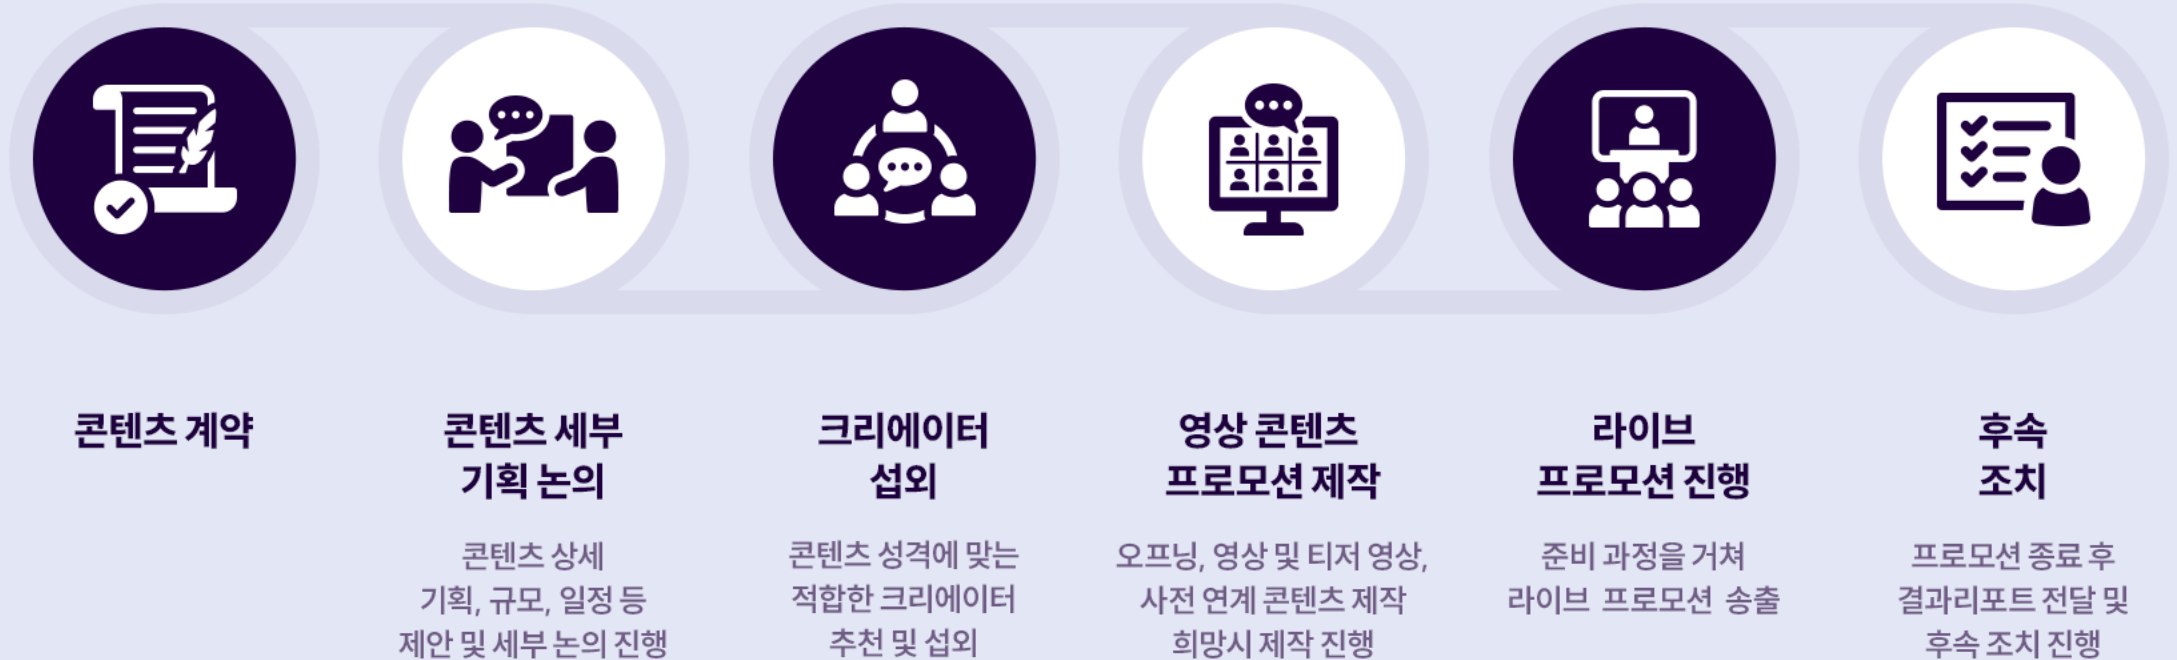 콘텐츠 계약
콘텐츠 세부
기획 논의
콘텐츠 상세
기획, 규모, 일정 등
제안 및 세부 논의 진행
크리에이터
섭외
콘텐츠 성격에 맞는
적합한 크리에이터
추천 및 섭외
영상 콘텐츠
프로모션 제작
오프닝, 영상 및 티저 영상,
사전 연계 콘텐츠 제작
희망시 제작 진행
라이브
프로모션 진행
준비 과정을 거쳐
라이브 프로모션 송출
후속
조치
프로모션 종료 후
결과리포트 전달 및
후속 조치 진행